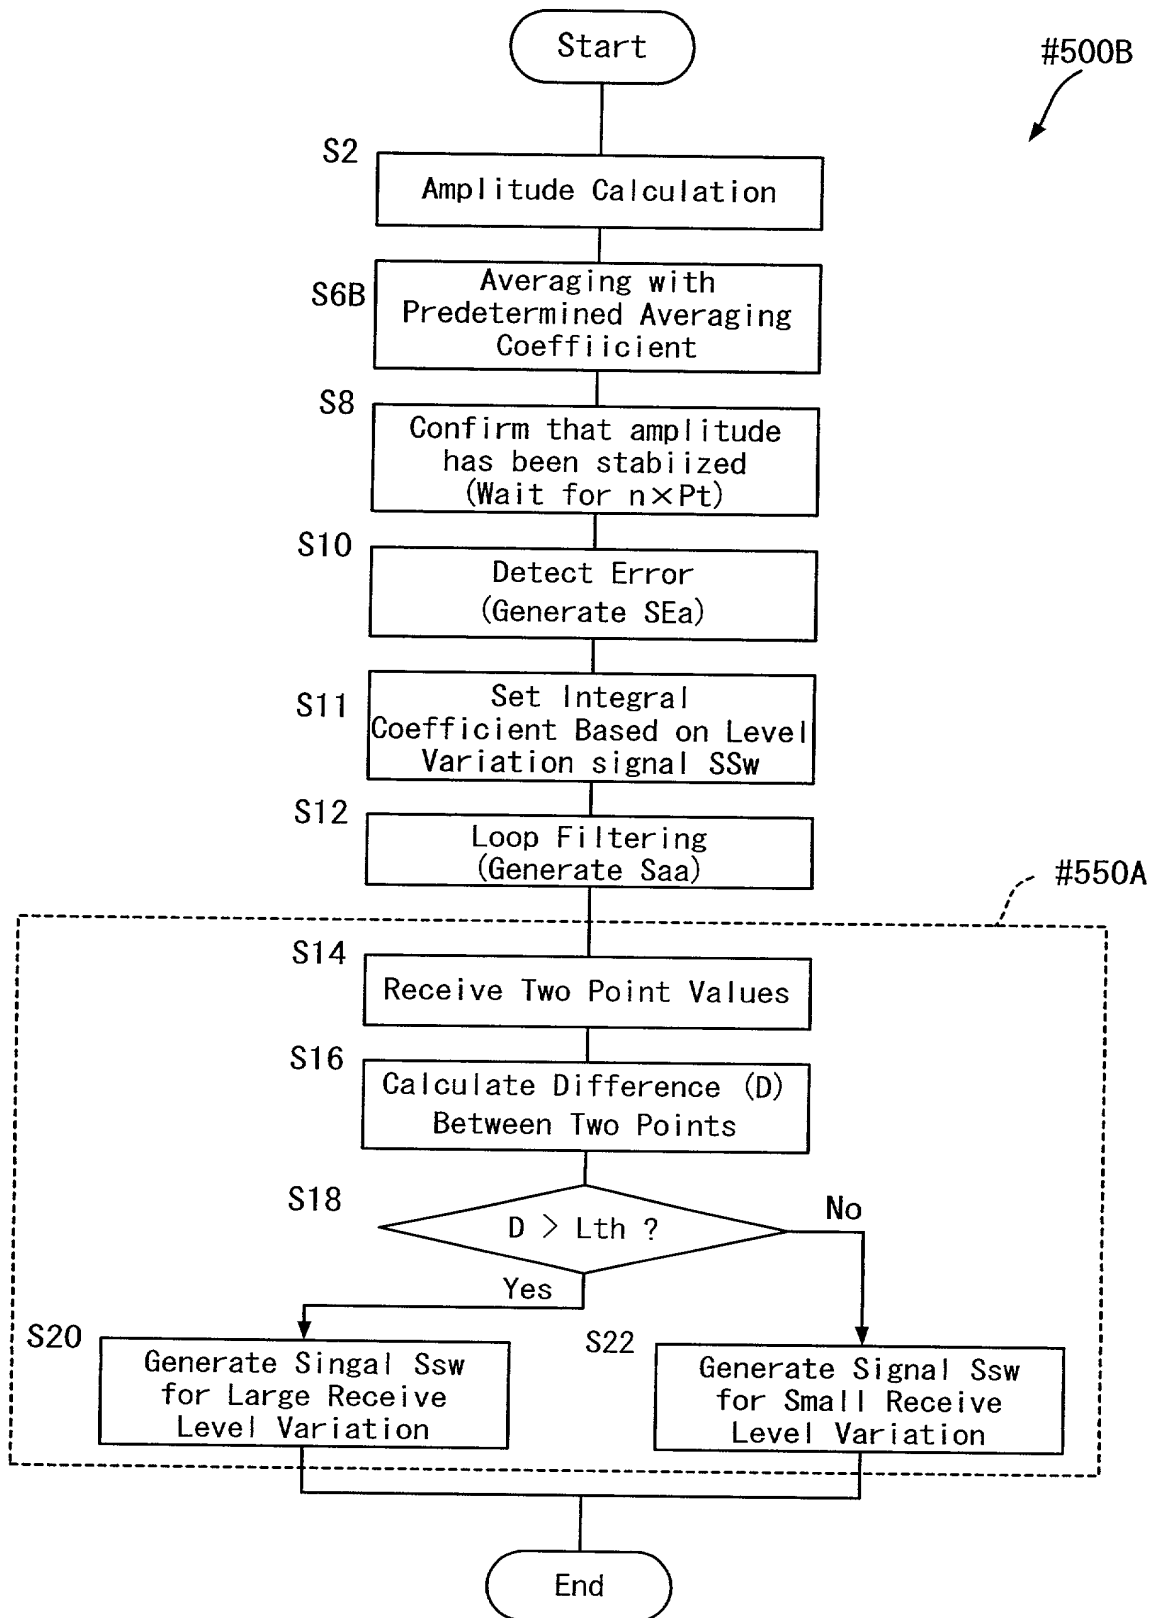 Start
#500B
S2
Amplitude Calculation
S6B
Averaging with
Predetermined Averaging
Coeffiicient
S8
Confirm that amplitude
has been stabiized
(Wait for n×Pt)
S10
Detect Error
(Generate SEa)
S11
Set Integral
Coefficient Based on Level
Variation signal SSw
S12
Loop Filtering
(Generate Saa)
#550A
S14
Receive Two Point Values
S16
Calculate Difference (D)
Between Two Points
S18
D > Lth ?
No
Yes
S20
Generate Singal Ssw
for Large Receive
Level Variation
S22
Generate Signal Ssw
for Small Receive
Level Variation
End